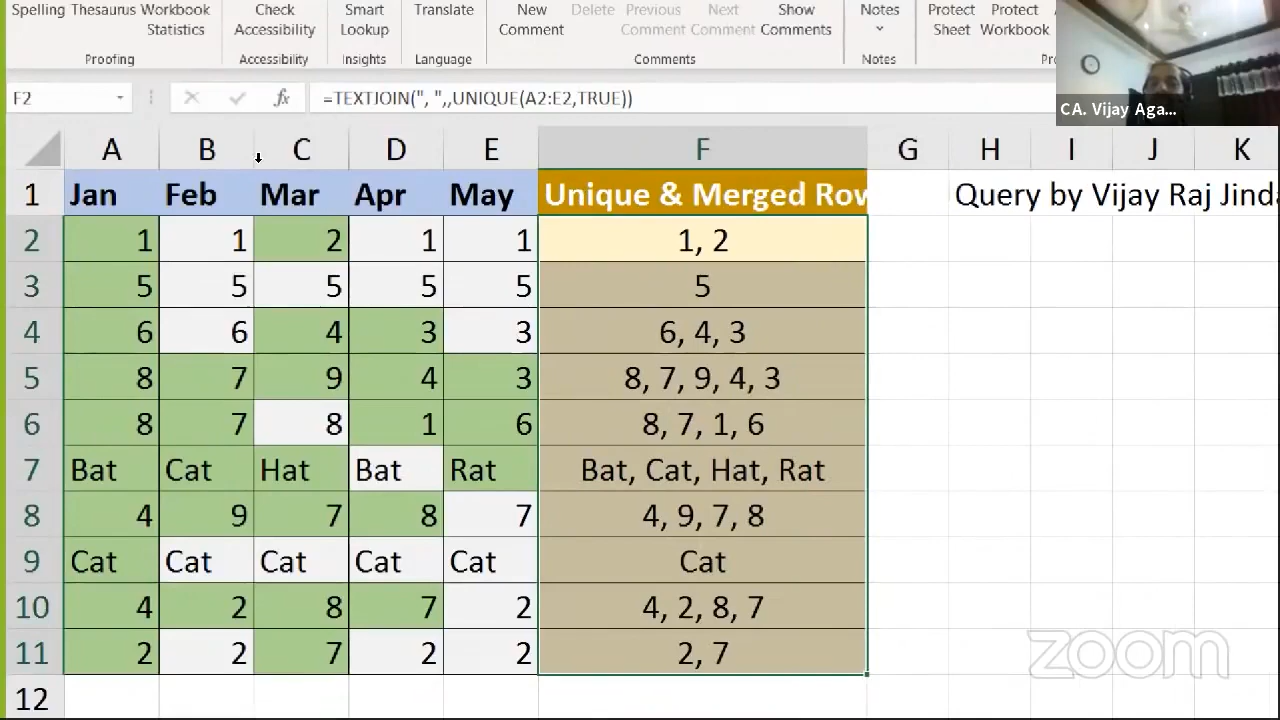 Spelling Thesaurus Workbook Statistics
Proofing
Check Accessibility
Accessibility
Smart Lookup
Insights
Translate
Language
New Comment
Delete
Previous Comment
Next Comment
Show Comments
Comments
Notes
Notes
Protect Sheet
Protect Workbook
CA. Vijay Aga...
F2
fx =TEXTJOIN(", ",,UNIQUE(A2:E2,TRUE))
A B C D E F G H I J K
1 Jan Feb Mar Apr May Unique & Merged Row Query by Vijay Raj Jinda
2 1 1 2 1 1 1, 2
3 5 5 5 5 5 5
4 6 6 4 3 3 6, 4, 3
5 8 7 9 4 3 8, 7, 9, 4, 3
6 8 7 8 1 6 8, 7, 1, 6
7 Bat Cat Hat Bat Rat Bat, Cat, Hat, Rat
8 4 9 7 8 7 4, 9, 7, 8
9 Cat Cat Cat Cat Cat Cat
10 4 2 8 7 2 4, 2, 8, 7
11 2 2 7 2 2 2, 7
12
zoom